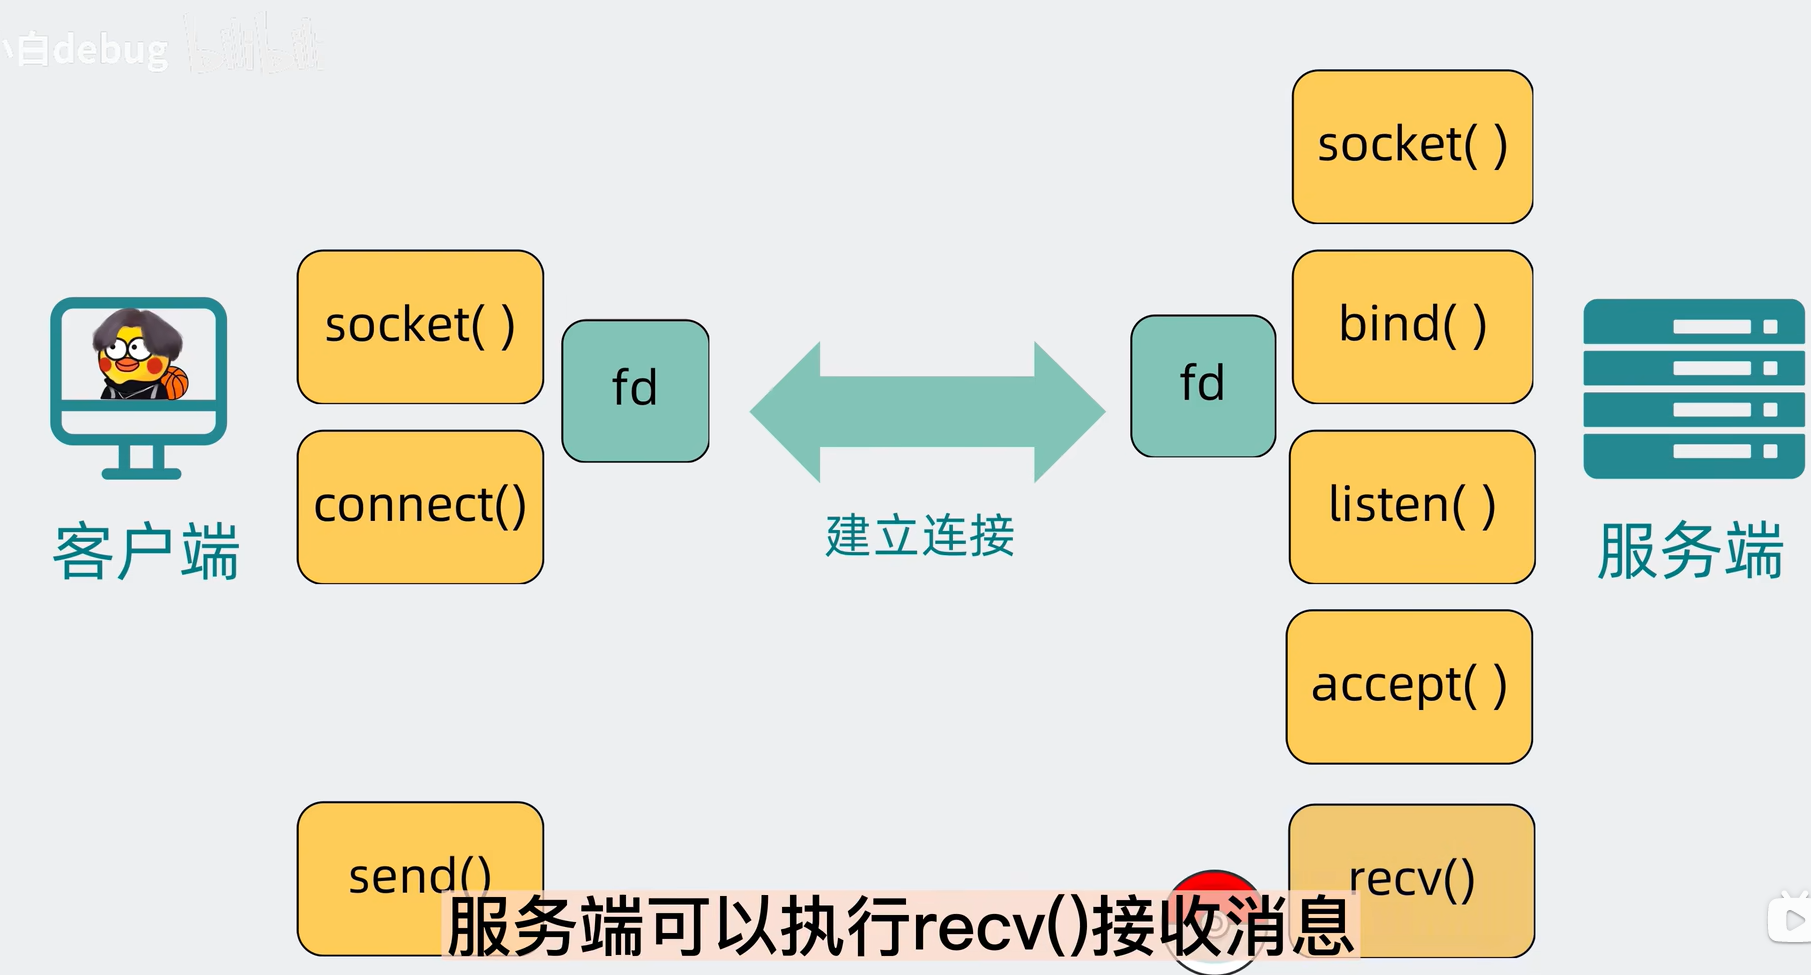 小白debug bilibili
socket( )
socket( )
bind( )
fd
fd
connect()
listen( )
建立连接
客户端
服务端
accept( )
send()
recv()
服务端可以执行recv()接收消息